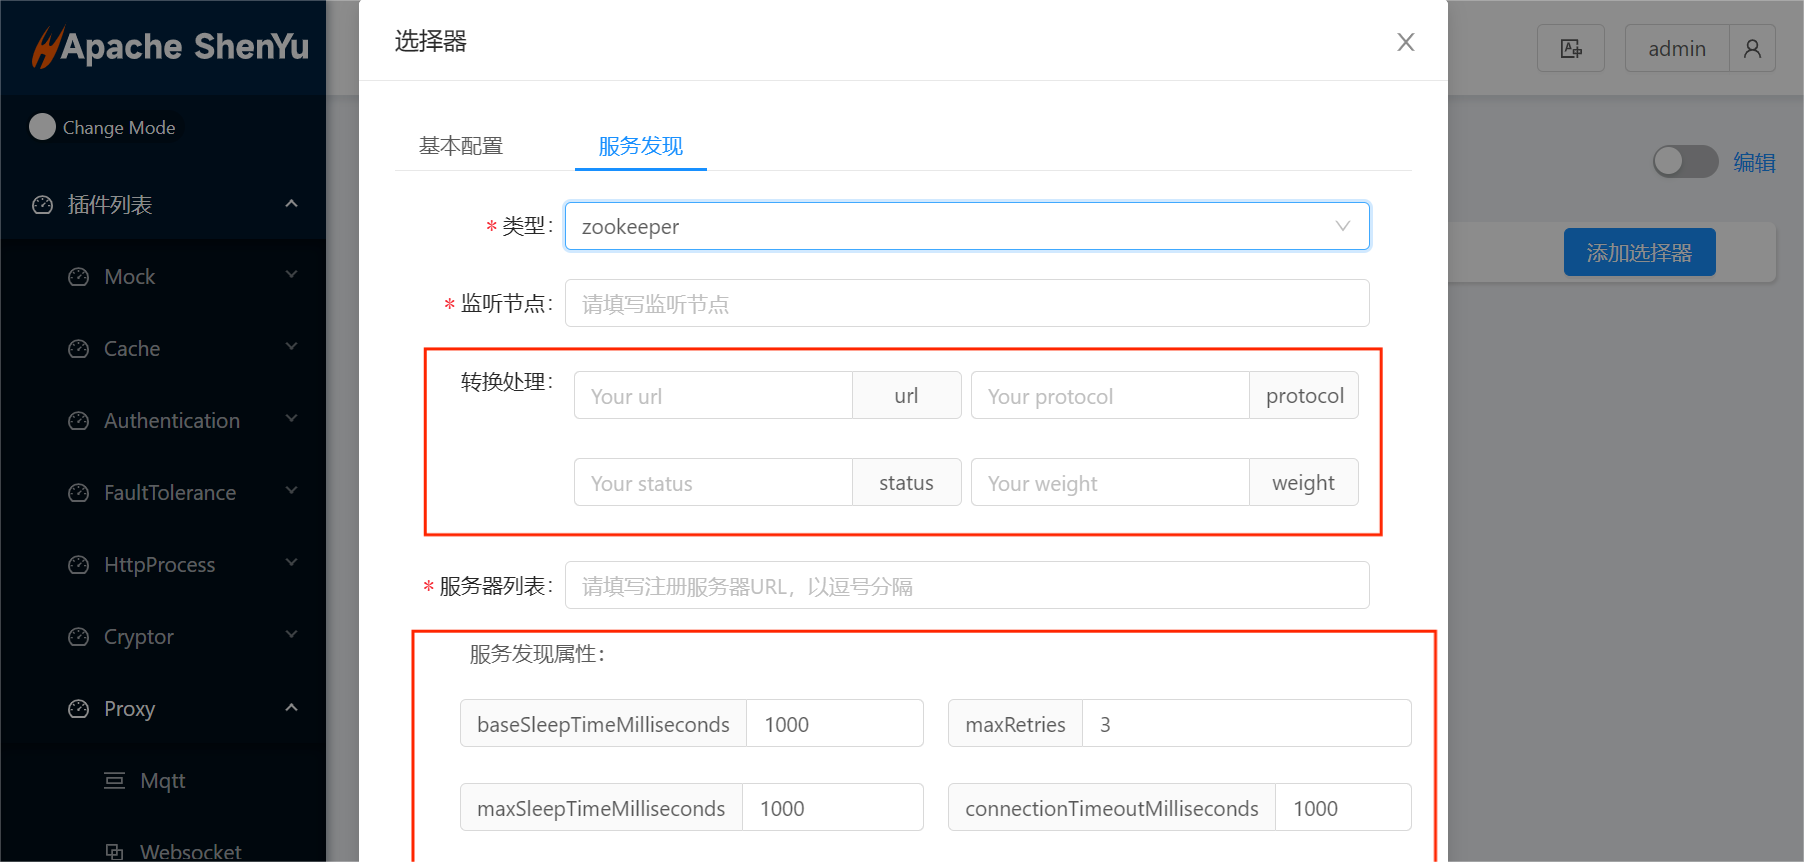 Apache ShenYu
Change Mode
插件列表
Mock
Cache
Authentication
FaultTolerance
HttpProcess
Cryptor
Proxy
Mqtt
Websocket
选择器
基本配置
服务发现
* 类型:
zookeeper
* 监听节点:
请填写监听节点
转换处理:
Your url
url
Your protocol
protocol
Your status
status
Your weight
weight
* 服务器列表:
请填写注册服务器URL，以逗号分隔
服务发现属性:
baseSleepTimeMilliseconds
1000
maxRetries
3
maxSleepTimeMilliseconds
1000
connectionTimeoutMilliseconds
1000
admin
编辑
添加选择器